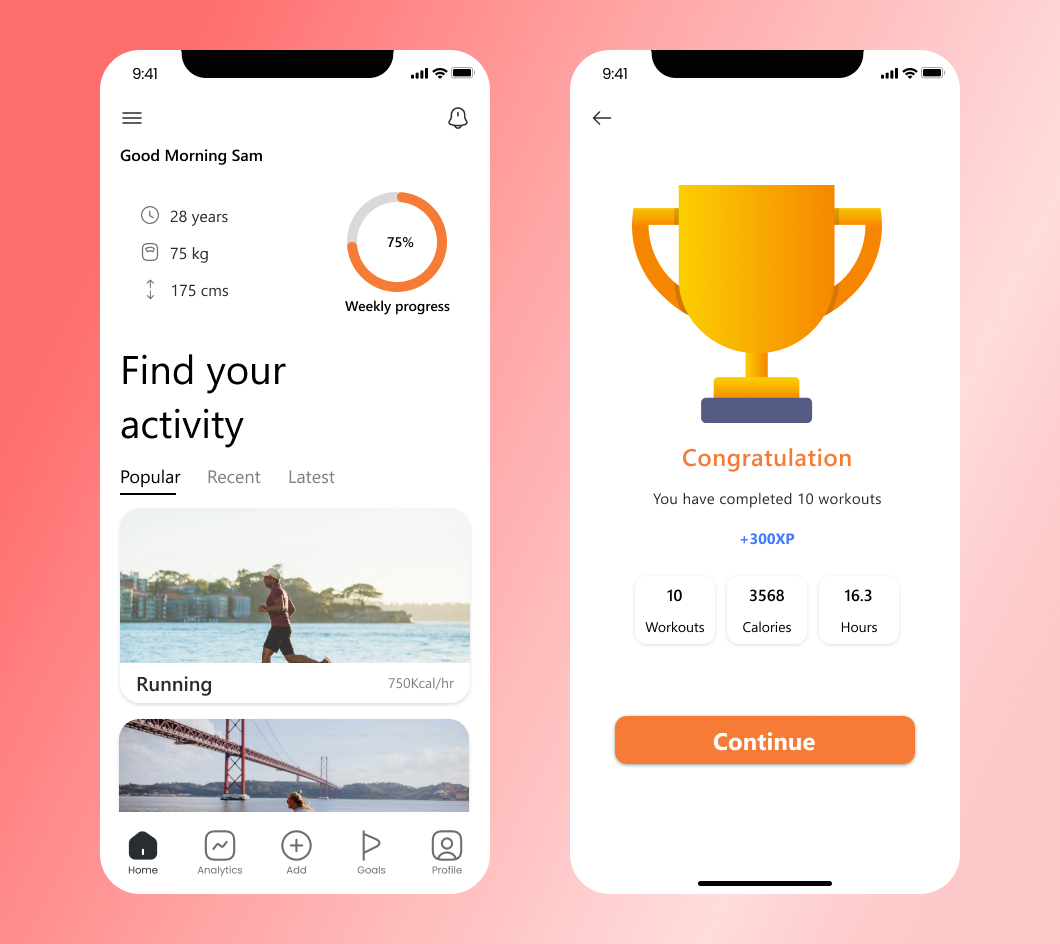 9:41
Good Morning Sam
28 years
75 kg
175 cms
75%
Weekly progress
Find your
activity
Popular Recent Latest
Running 750Kcal/hr
Home Analytics Add Goals Profile
9:41
Congratulation
You have completed 10 workouts
+300XP
10 3568 16.3
Workouts Calories Hours
Continue